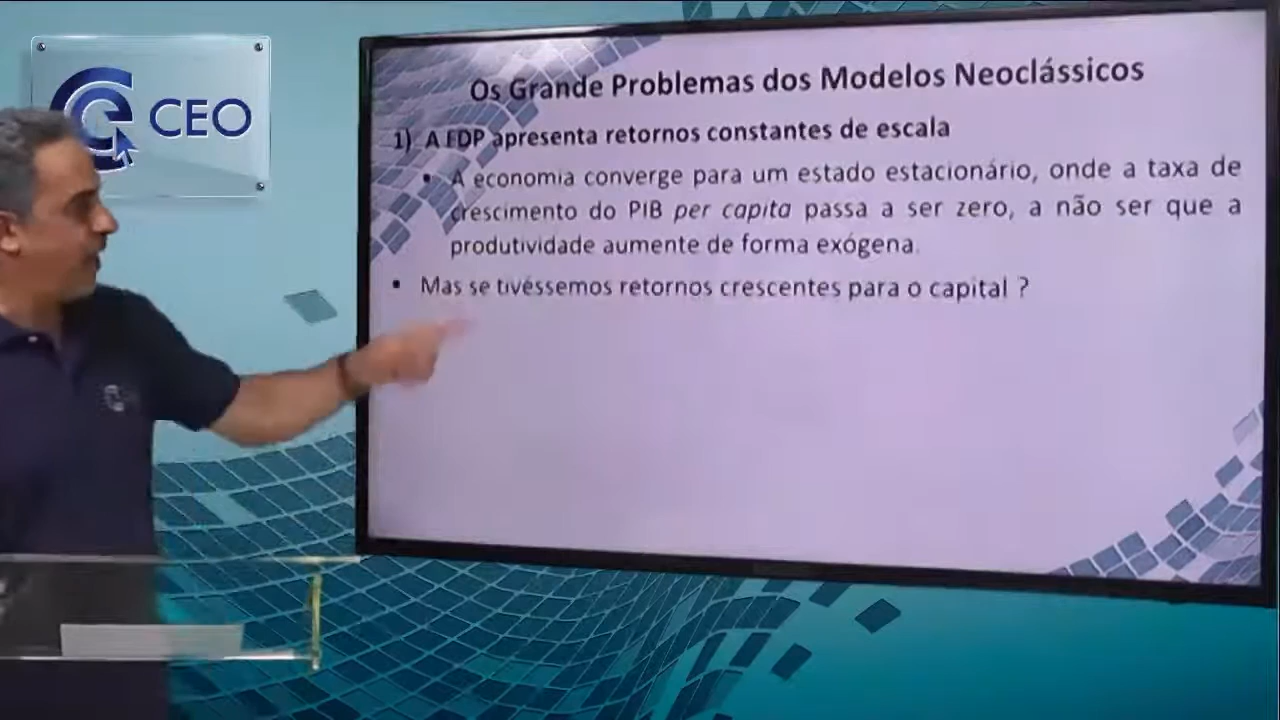 CEO
Os Grande Problemas dos Modelos Neoclássicos
1) A FDP apresenta retornos constantes de escala
▪ A economia converge para um estado estacionário, onde a taxa de
crescimento do PIB per capita passa a ser zero, a não ser que a
produtividade aumente de forma exógena.
▪ Mas se tivéssemos retornos crescentes para o capital ?